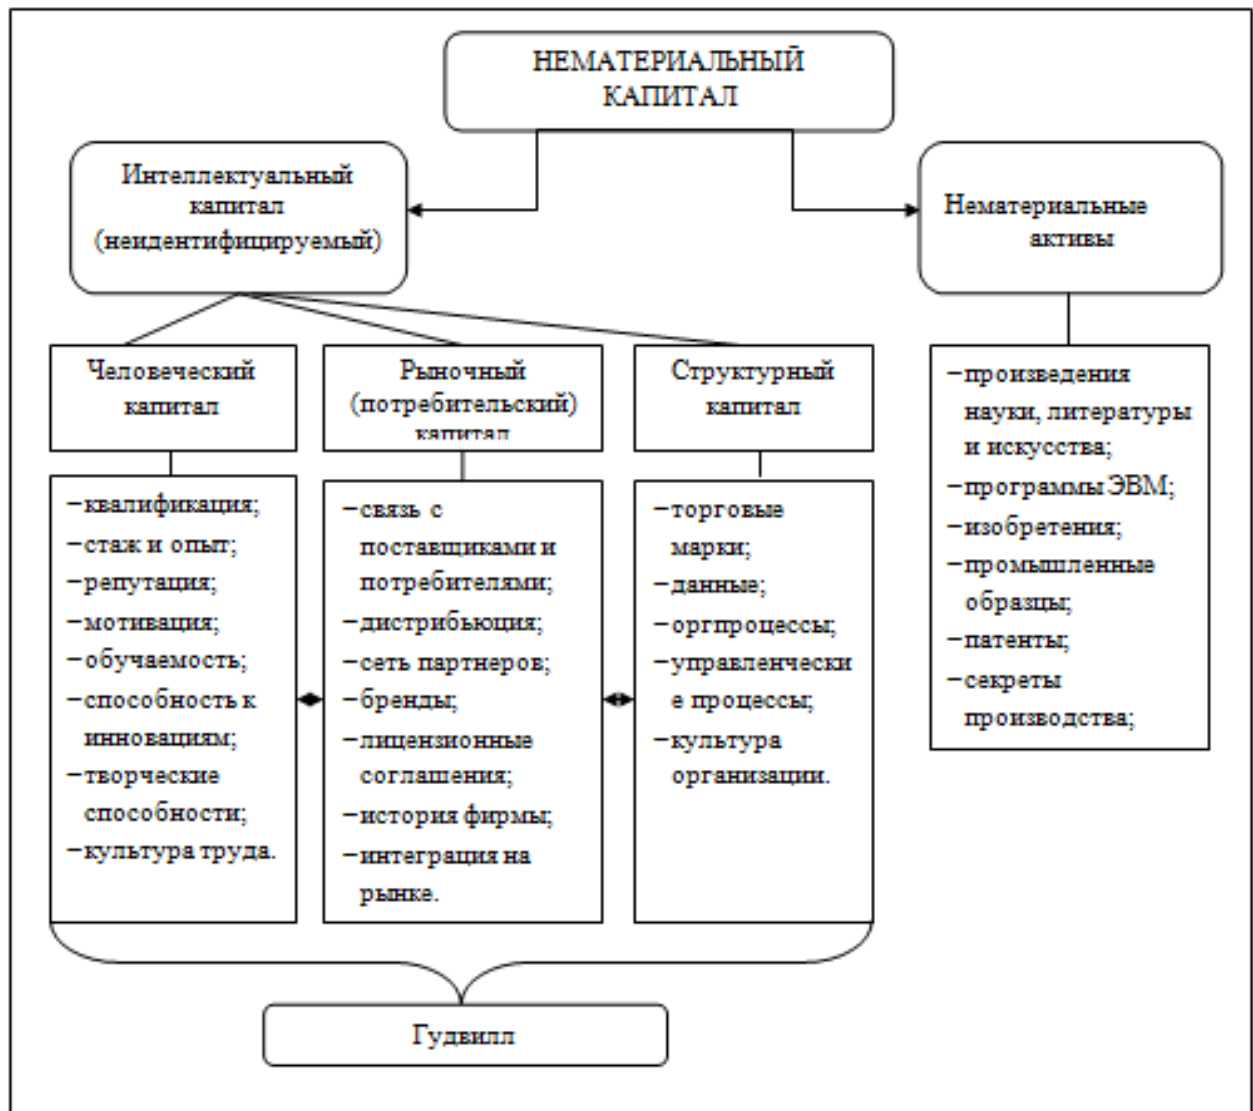 НЕМАТЕРИАЛЬНЫЙ
КАПИТАЛ
Интеллектуальный
капитал
(неидентифицируемый)
Нематериальные
активы
Человеческий
капитал
Рыночный
(потребительский)
капитал
Структурный
капитал
−квалификация;
−стаж и опыт;
−репутация;
−мотивация;
−обучаемость;
−способность к
инновациям;
−творческие
способности;
−культура труда.
−связь с
поставщиками и
потребителями;
−дистрибьюция;
−сеть партнеров;
−бренды;
−лицензионные
соглашения;
−история фирмы;
−интеграция на
рынке.
−торговые
марки;
−данные;
−оргпроцессы;
−управленчески
е процессы;
−культура
организации.
−произведения
науки, литературы
и искусства;
−программы ЭВМ;
−изобретения;
−промышленные
образцы;
−патенты;
−секреты
производства;
Гудвилл